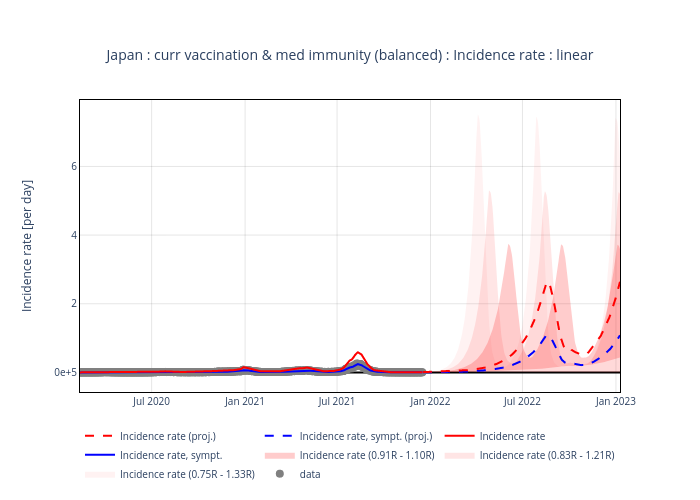 Japan : curr vaccination & med immunity (balanced) : Incidence rate : linear
Incidence rate [per day]
6
4
2
0e+5
Jul 2020
Jan 2021
Jul 2021
Jan 2022
Jul 2022
Jan 2023
Incidence rate (proj.)
Incidence rate, sympt. (proj.)
Incidence rate
Incidence rate, sympt.
Incidence rate (0.91R - 1.10R)
Incidence rate (0.83R - 1.21R)
Incidence rate (0.75R - 1.33R)
data